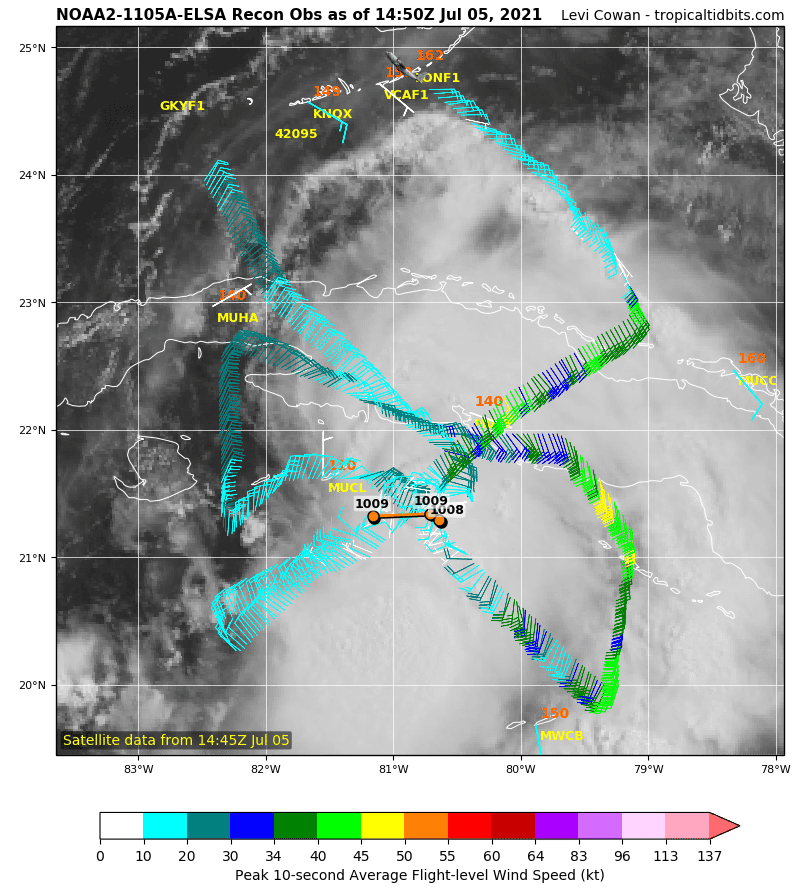 NOAA2-1105A-ELSA Recon Obs as of 14:50Z Jul 05, 2021 Levi Cowan - tropicaltidbits.com
25°N
24°N
23°N
22°N
21°N
20°N
162
ONF1
VCAF1
GKYF1
KNOX
42095
140
MUHA
160
MUCC
140
MUCL
1009
1009
1008
150
MWCB
Satellite data from 14:45Z Jul 05
83°W 82°W 81°W 80°W 79°W 78°W
0 10 20 30 34 40 45 50 55 60 64 83 96 113 137
Peak 10-second Average Flight-level Wind Speed (kt)